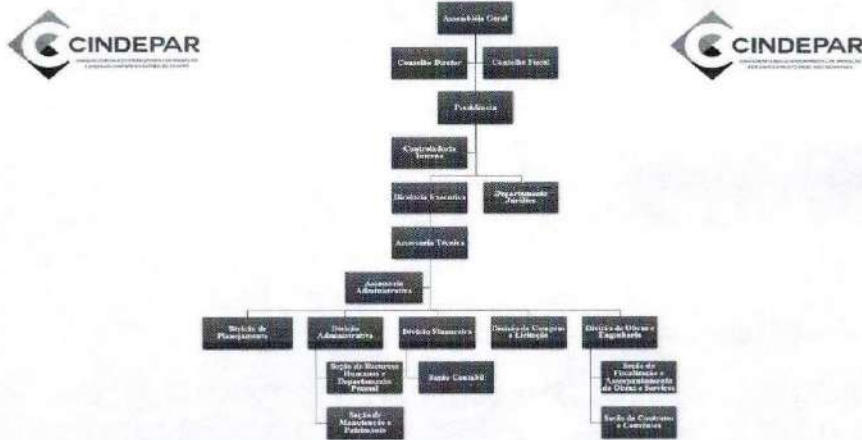 CINDEPAR
CINDEPAR
Assembléia Geral
Conselho Diretor
Conselho Fiscal
Presidência
Controladoria
Interna
Diretoria Executiva
Departamento
Jurídico
Assessoria Técnica
Assessoria
Administrativa
Divisão de
Planejamento
Divisão
Administrativa
Divisão Financeira
Divisão de Compras
e Licitação
Divisão de Obras e
Engenharia
Seção de Recursos
Humanos e
Departamento
Pessoal
Seção Contábil
Seção de
Fiscalização e
de Obras e Serviços
Seção de
Manutenção e
Patrimônio
Seção de Contratos
e Convênios